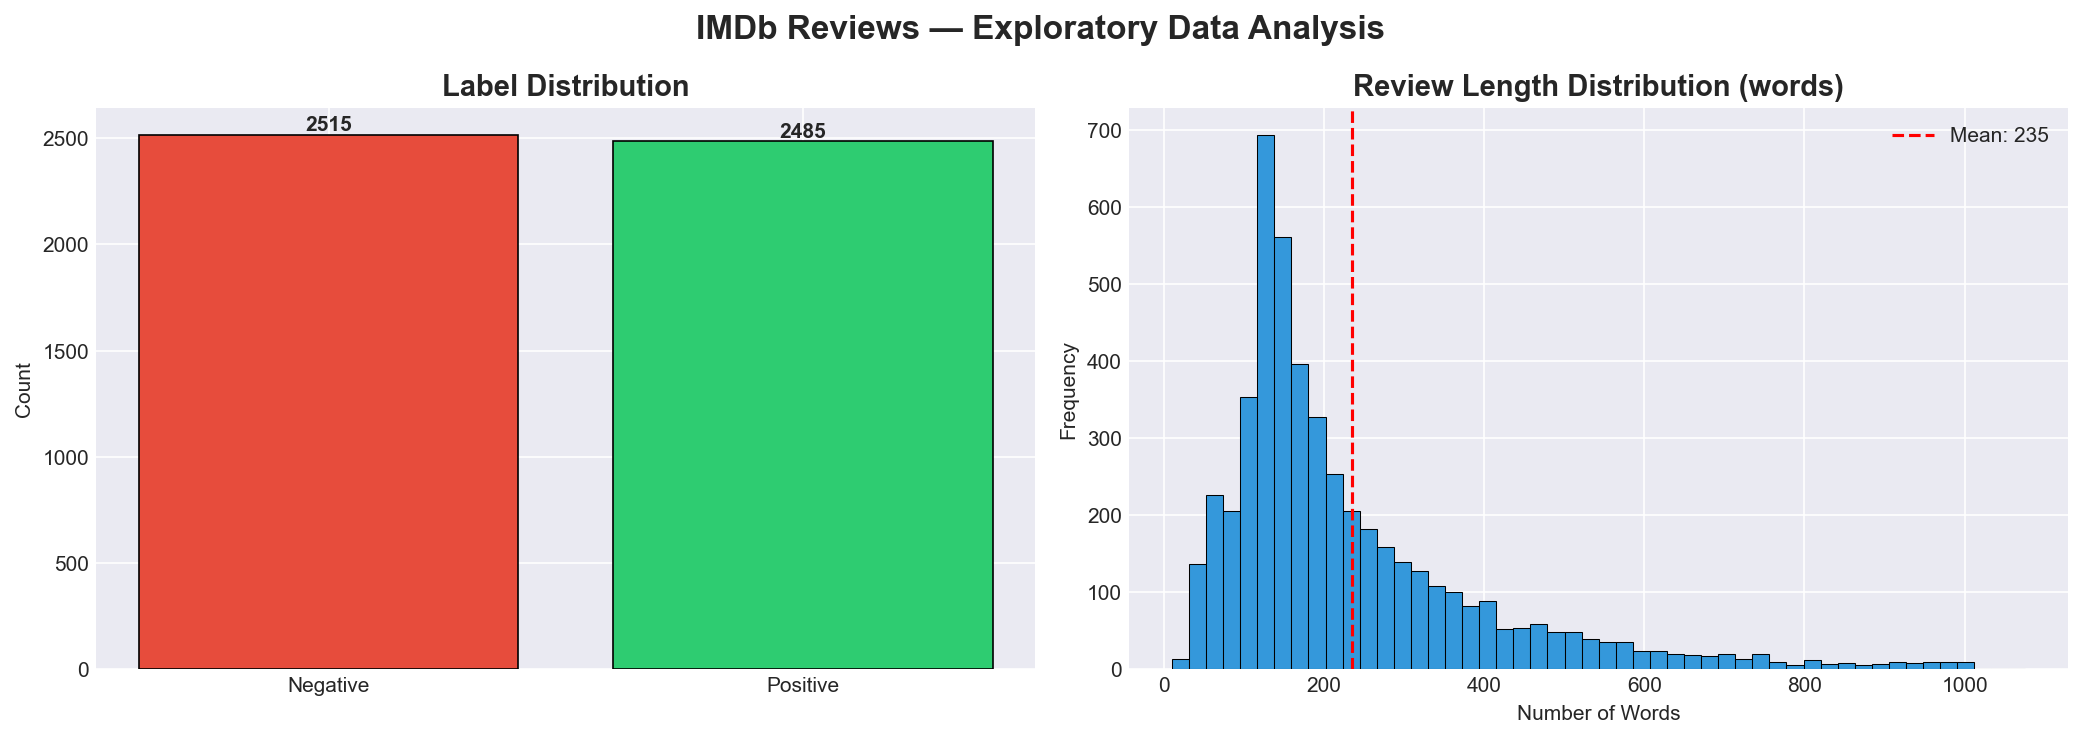 IMDb Reviews — Exploratory Data Analysis
Label Distribution
2515
2485
2500
2000
1500
1000
500
0
Count
Negative
Positive
Review Length Distribution (words)
Mean: 235
700
600
500
400
300
200
100
0
Frequency
0
200
400
600
800
1000
Number of Words